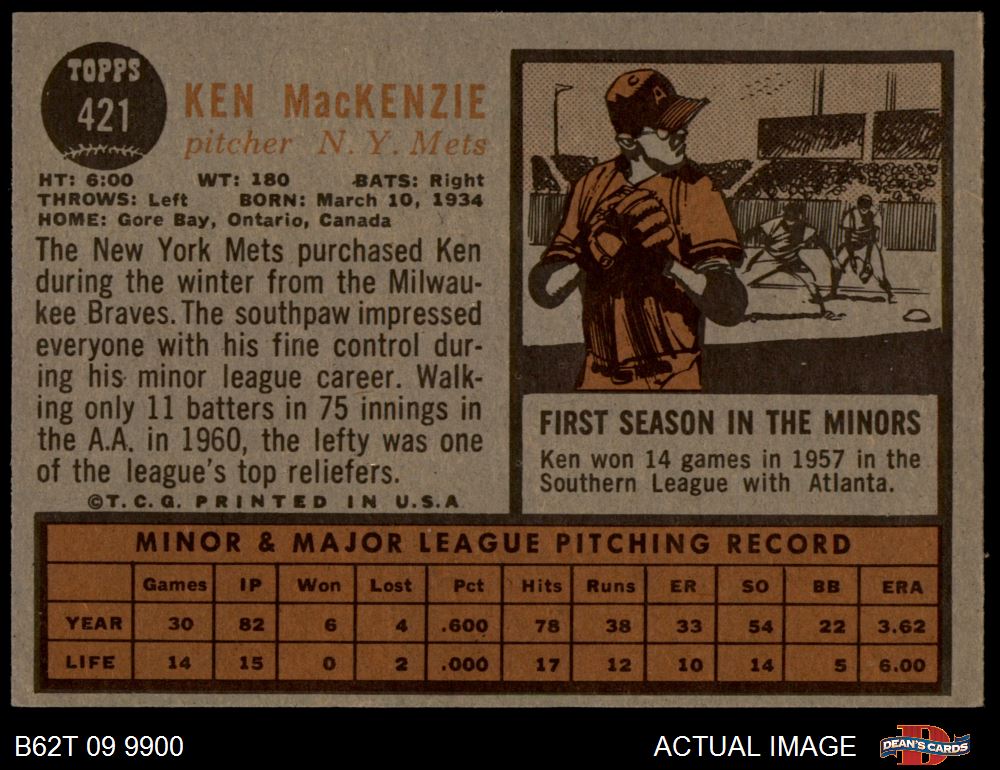 TOPPS
421
KEN MacKENZIE
pitcher N. Y. Mets
HT: 6:00 WT: 180 BATS: Right
THROWS: Left BORN: March 10, 1934
HOME: Gore Bay, Ontario, Canada
The New York Mets purchased Ken
during the winter from the Milwau-
kee Braves. The southpaw impressed
everyone with his fine control dur-
ing his minor league career. Walk-
ing only 11 batters in 75 innings in
the A.A. in 1960, the lefty was one
of the league's top reliefers.
©T.C.G. PRINTED IN U.S.A
C A
FIRST SEASON IN THE MINORS
Ken won 14 games in 1957 in the
Southern League with Atlanta.
MINOR & MAJOR LEAGUE PITCHING RECORD
Games IP Won Lost Pct Hits Runs ER SO BB ERA
YEAR 30 82 6 4 .600 78 38 33 54 22 3.62
LIFE 14 15 0 2 .000 17 12 10 14 5 6.00
B62T 09 9900
ACTUAL IMAGE
D
DEAN'S CARDS